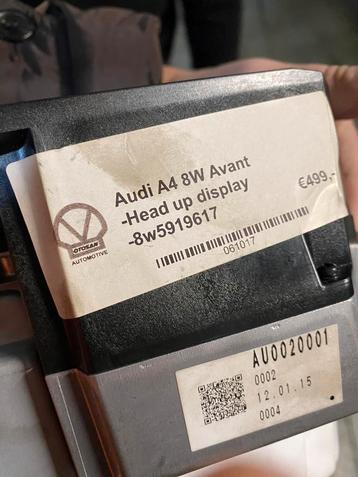 Audi A4 8W Avant
-Head up display
-8w5919617
€499,-
061017
OTOSAN
AUTOMOTIVE
AU0020001
0002
12.01.15
0004